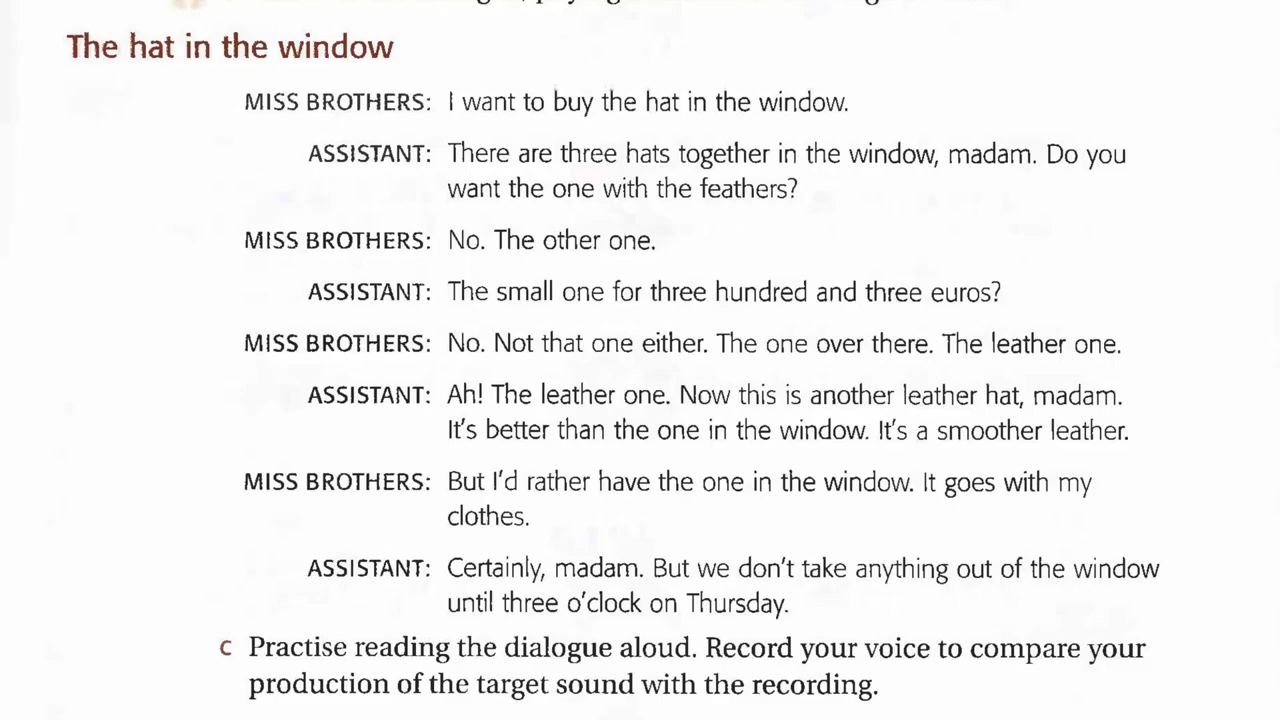 The hat in the window
MISS BROTHERS: I want to buy the hat in the window.
ASSISTANT: There are three hats together in the window, madam. Do you
want the one with the feathers?
MISS BROTHERS: No. The other one.
ASSISTANT: The small one for three hundred and three euros?
MISS BROTHERS: No. Not that one either. The one over there. The leather one.
ASSISTANT: Ah! The leather one. Now this is another leather hat, madam.
It's better than the one in the window. It's a smoother leather.
MISS BROTHERS: But I'd rather have the one in the window. It goes with my
clothes.
ASSISTANT: Certainly, madam. But we don't take anything out of the window
until three o'clock on Thursday.
c Practise reading the dialogue aloud. Record your voice to compare your
production of the target sound with the recording.